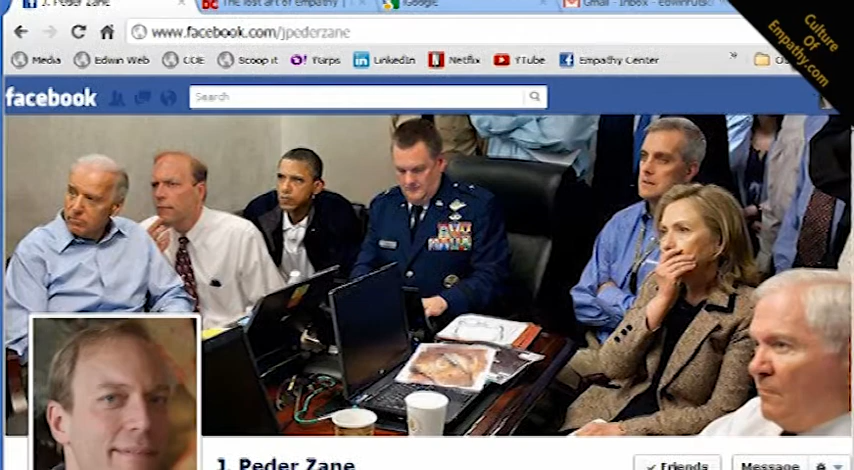 J. Peder Zane
The lost art of empathy |
iGoogle
Gmail - Inbox -
www.facebook.com/jpederzane
Media
Edwin Web
CCE
Scoop it
Yurps
LinkedIn
Netflix
YTube
Empathy Center
»
Culture
Of
Empathy.com
facebook
Search
J. Peder Zane
✓ Friends
Message